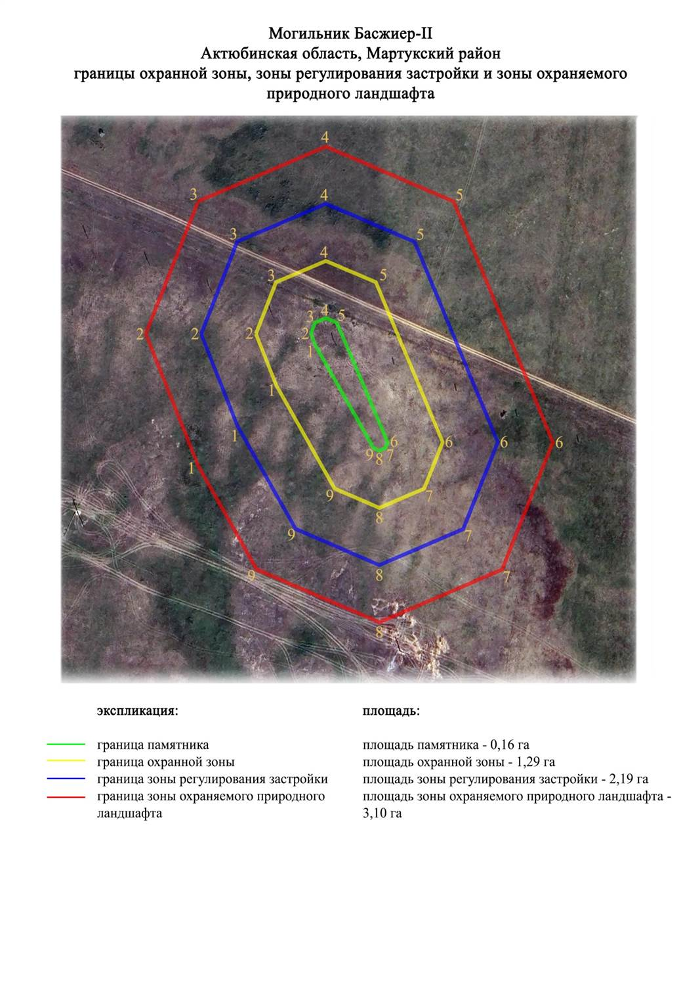 Могильник Басжиер-II
Актюбинская область, Мартукский район
границы охранной зоны, зоны регулирования застройки и зоны охраняемого
природного ландшафта
4
3
5
4
3
5
4
3
5
3
4
5
2
2
2
2
1
1
1
1
6
6
6
6
9
8
7
9
7
8
9
7
8
9
7
8
экспликация:
площадь:
граница памятника
площадь памятника - 0,16 га
граница охранной зоны
площадь охранной зоны - 1,29 га
граница зоны регулирования застройки
площадь зоны регулирования застройки - 2,19 га
граница зоны охраняемого природного
ландшафта
площадь зоны охраняемого природного ландшафта -
3,10 га